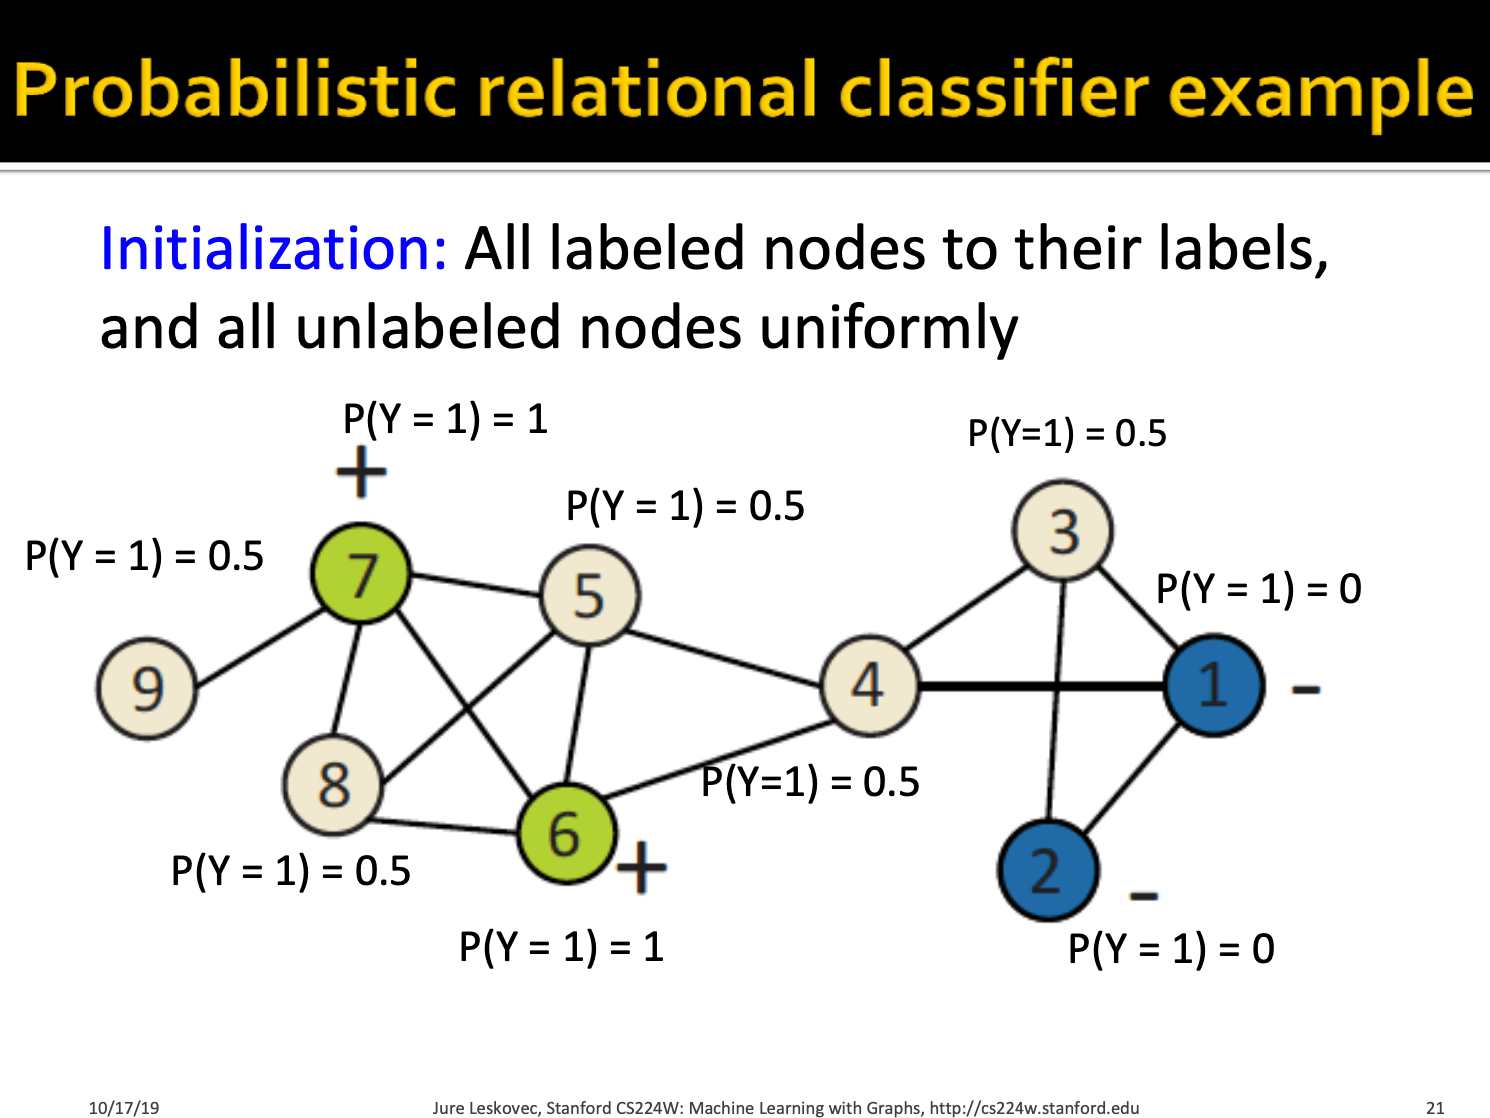 Probabilistic relational classifier example
Initialization: All labeled nodes to their labels,
and all unlabeled nodes uniformly
P(Y = 1) = 1
+
P(Y=1) = 0.5
P(Y = 1) = 0.5
P(Y = 1) = 0.5
7
5
3
P(Y = 1) = 0
9
4
1
-
8
P(Y=1) = 0.5
6
+
2
-
P(Y = 1) = 0.5
P(Y = 1) = 1
P(Y = 1) = 0
10/17/19
Jure Leskovec, Stanford CS224W: Machine Learning with Graphs, http://cs224w.stanford.edu
21